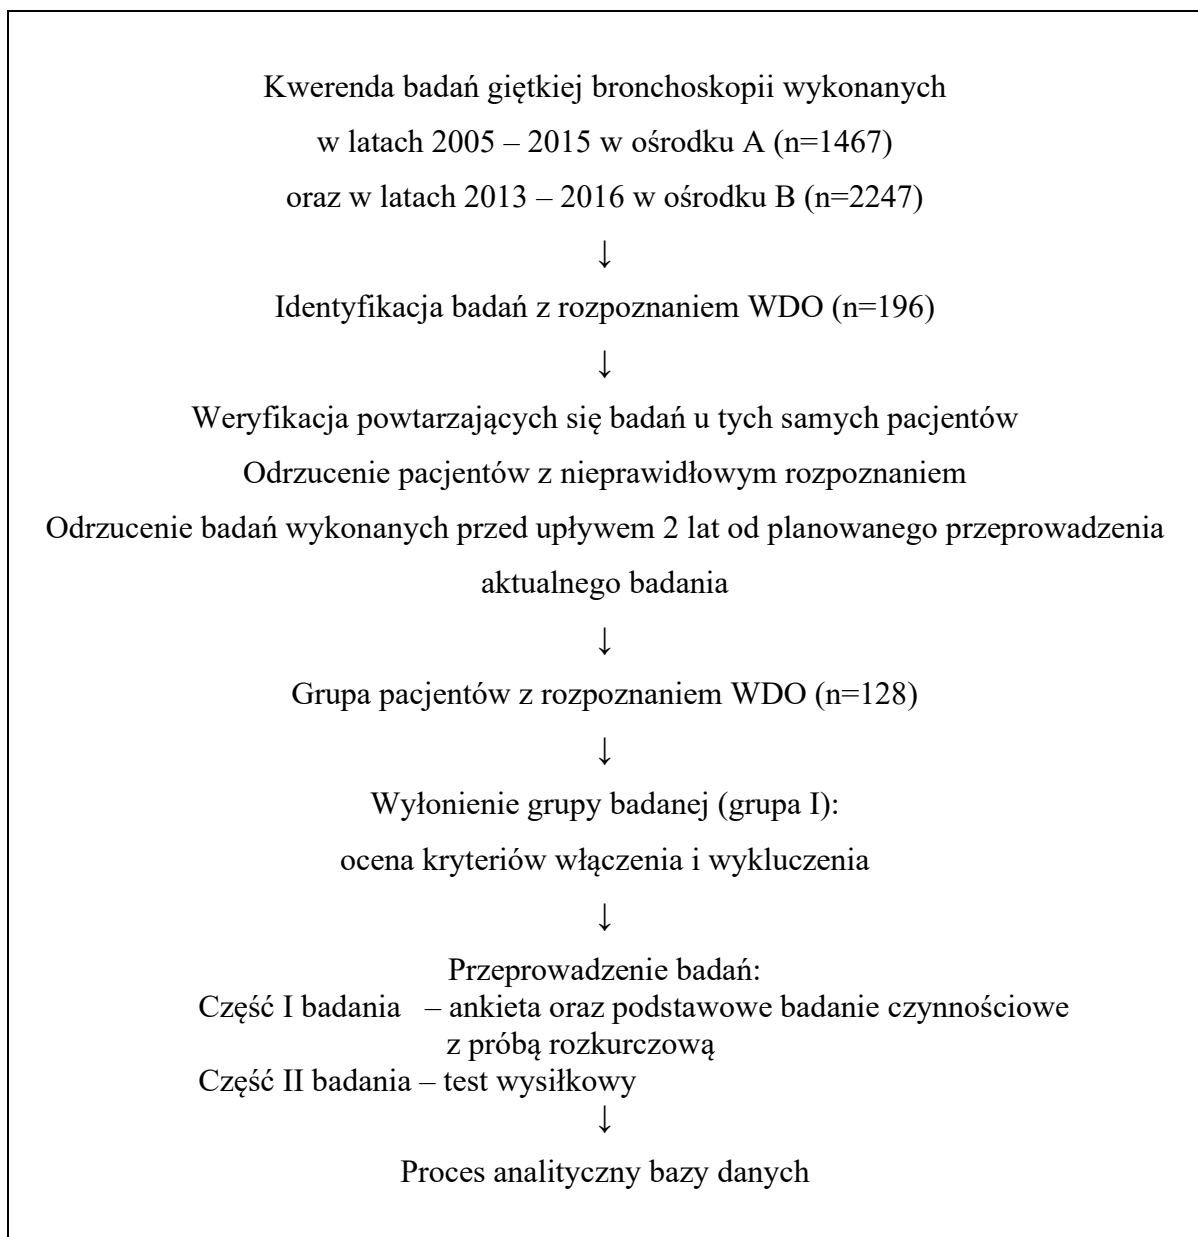 Kwerenda badań giętkiej bronchoskopii wykonanych
w latach 2005 – 2015 w ośrodku A (n=1467)
oraz w latach 2013 – 2016 w ośrodku B (n=2247)
↓
Identyfikacja badań z rozpoznaniem WDO (n=196)
↓
Weryfikacja powtarzających się badań u tych samych pacjentów
Odrzucenie pacjentów z nieprawidłowym rozpoznaniem
Odrzucenie badań wykonanych przed upływem 2 lat od planowanego przeprowadzenia
aktualnego badania
↓
Grupa pacjentów z rozpoznaniem WDO (n=128)
↓
Wyłonienie grupy badanej (grupa I):
ocena kryteriów włączenia i wykluczenia
↓
Przeprowadzenie badań:
Część I badania – ankieta oraz podstawowe badanie czynnościowe
z próbą rozkurczową
Część II badania – test wysiłkowy
↓
Proces analityczny bazy danych